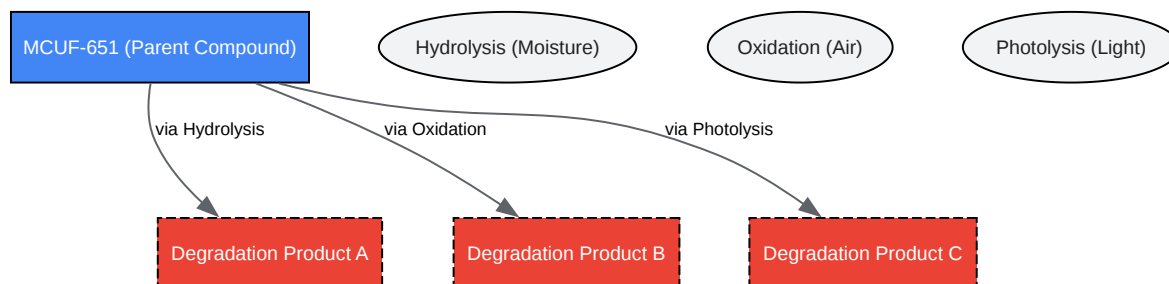 MCUF-651 (Parent Compound)
Hydrolysis (Moisture)
Oxidation (Air)
Photolysis (Light)
via Hydrolysis
via Oxidation
via Photolysis
Degradation Product A
Degradation Product B
Degradation Product C